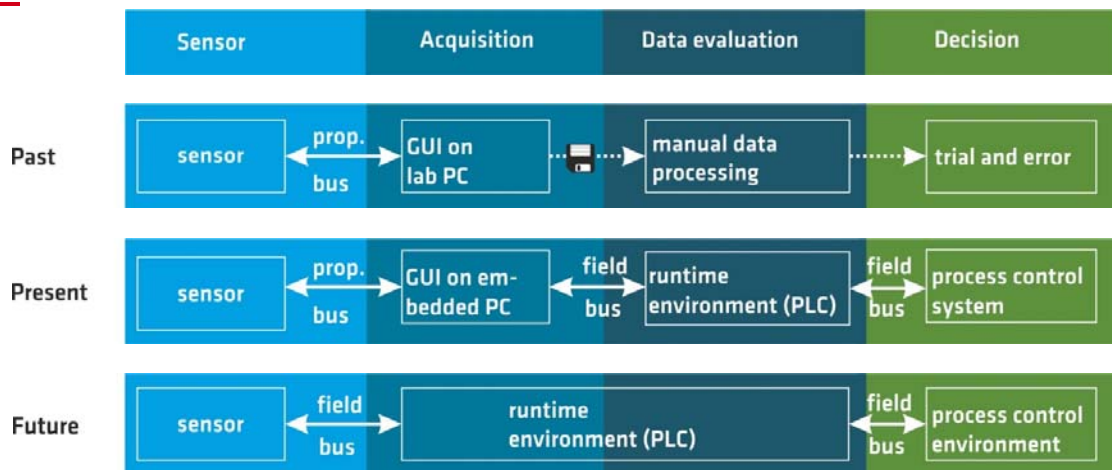 Sensor
Acquisition
Data evaluation
Decision
Past
sensor
prop.
bus
GUI on
lab PC
manual data
processing
trial and error
Present
sensor
prop.
bus
GUI on em-
bedded PC
field
bus
runtime
environment (PLC)
field
bus
process control
system
Future
sensor
field
bus
runtime
environment (PLC)
field
bus
process control
environment